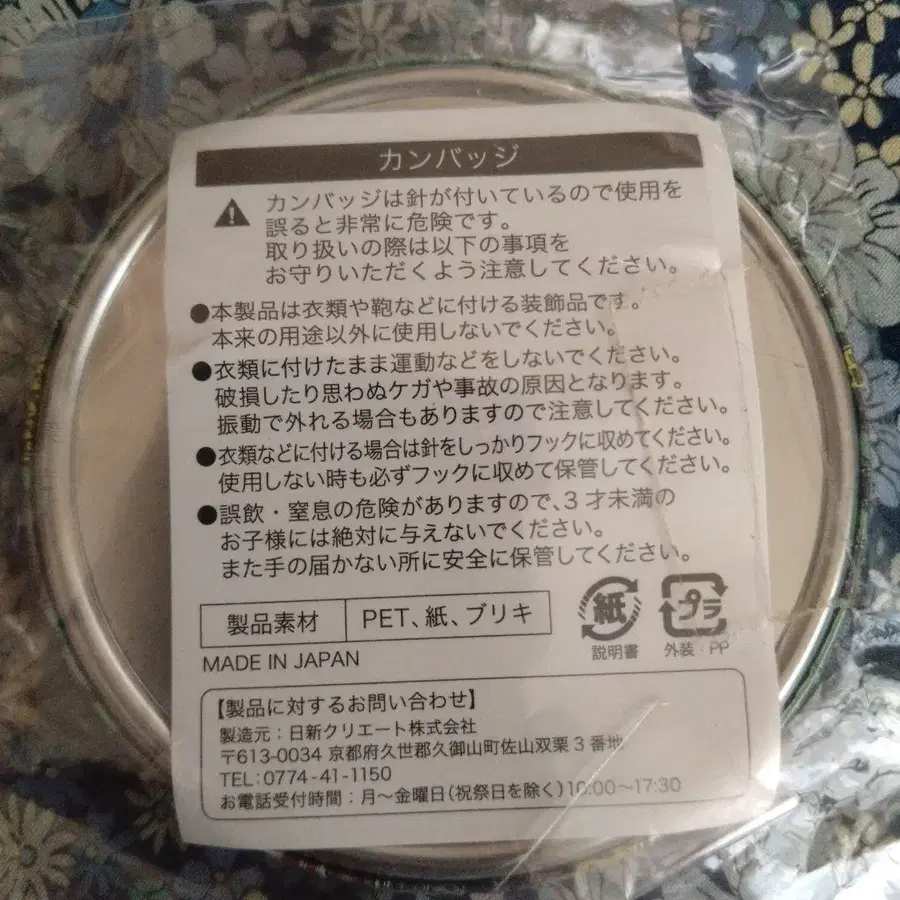 カンバッジ
カンバッジは針が付いているので使用を
誤ると非常に危険です。
取り扱いの際は以下の事項を
お守りいただくよう注意してください。
●本製品は衣類や鞄などに付ける装飾品です。
本来の用途以外に使用しないでください。
●衣類に付けたまま運動などをしないでください。
破損したり思わぬケガや事故の原因となります。
振動で外れる場合もありますので注意してください。
●衣類などに付ける場合は針をしっかりフックに収めてください。
使用しない時も必ずフックに収めて保管してください。
●誤飲・窒息の危険がありますので、3才未満の
お子様には絶対に与えないでください。
また手の届かない所に安全に保管してください。
製品素材 PET、紙、ブリキ
紙 プラ
説明書 外装・PP
MADE IN JAPAN
【製品に対するお問い合わせ】
製造元:日新クリエート株式会社
〒613-0034 京都府久世郡久御山町佐山双栗3番地
TEL:0774-41-1150
お電話受付時間:月〜金曜日(祝祭日を除く)10:00〜17:30